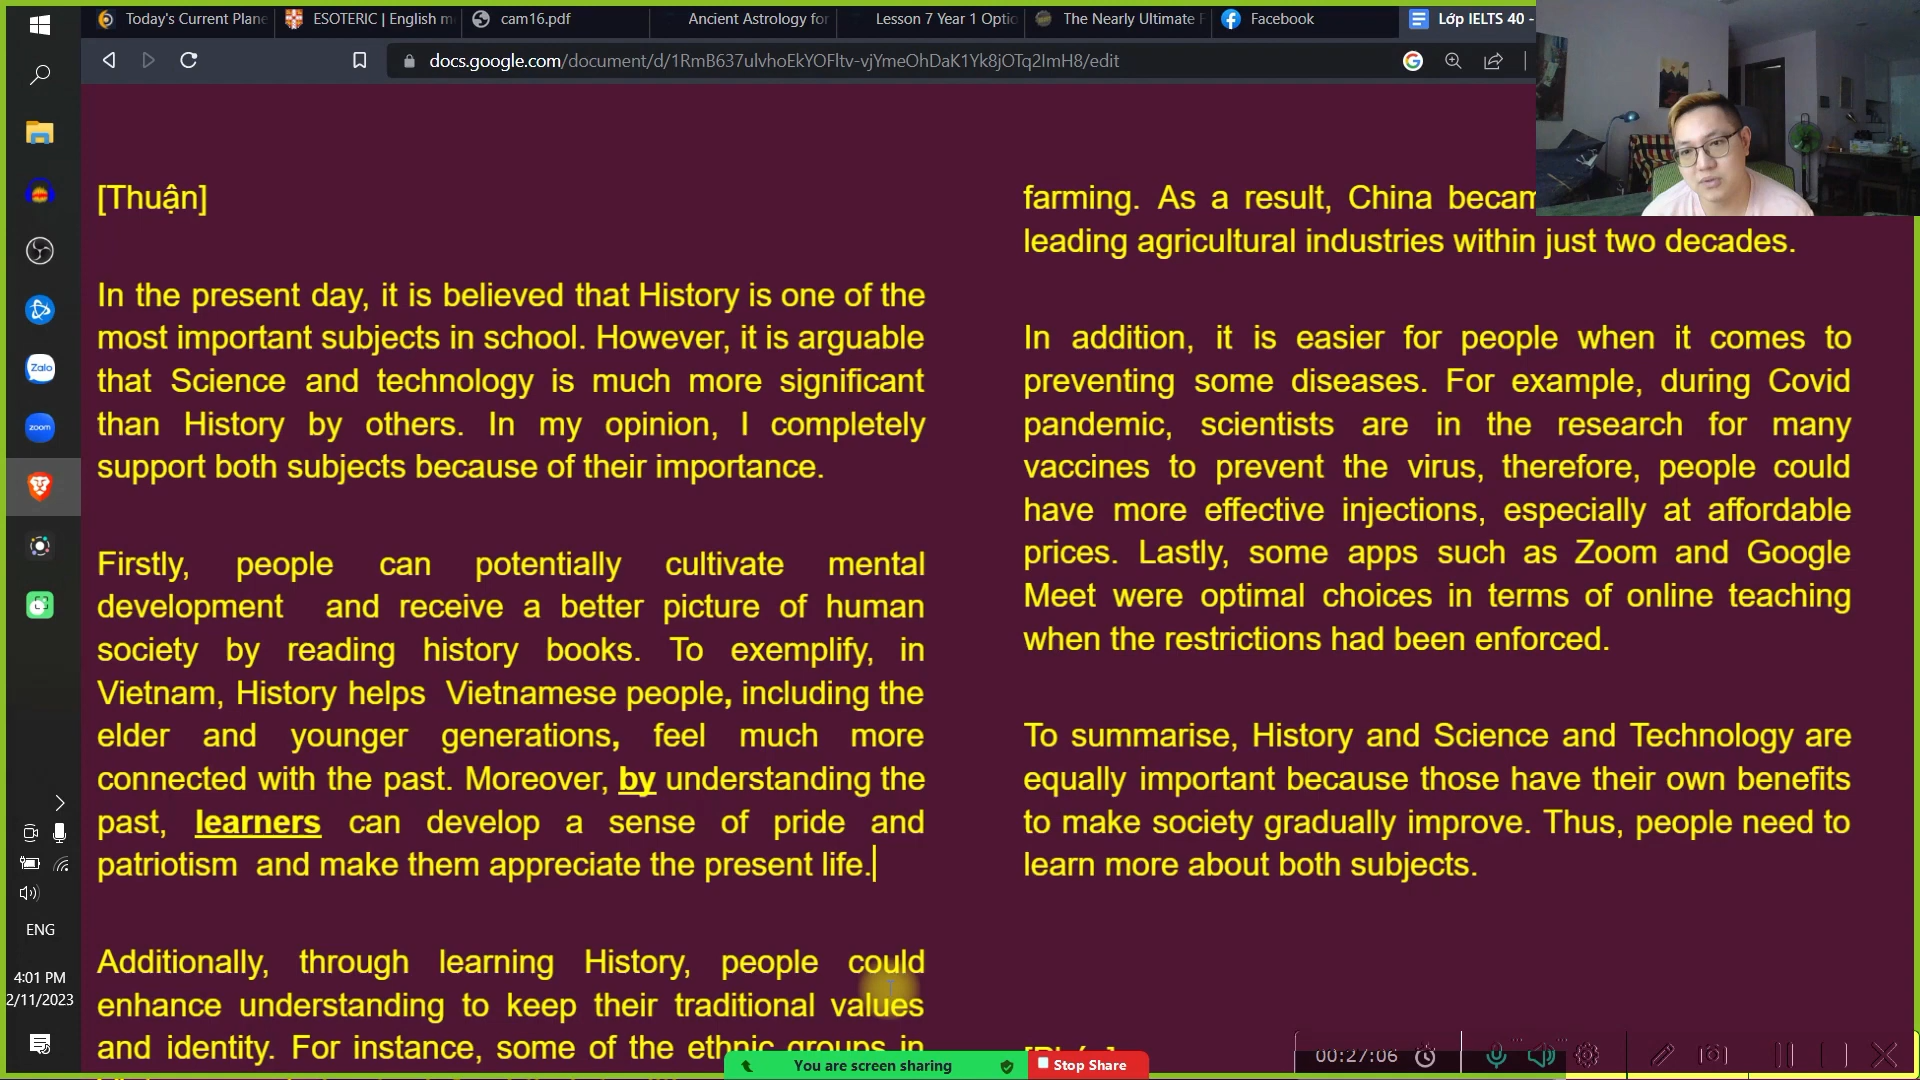 Today's Current Plane
ESOTERIC | English m
cam16.pdf
Ancient Astrology for
Lesson 7 Year 1 Optio
The Nearly Ultimate F
Facebook
Lớp IELTS 40 -
docs.google.com/document/d/1RmB637ulvhoEkYOFltv-vjYmeOhDaK1Yk8jOTq2ImH8/edit
[Thuận]
In the present day, it is believed that History is one of the
most important subjects in school. However, it is arguable
that Science and technology is much more significant
than History by others. In my opinion, I completely
support both subjects because of their importance.
Firstly, people can potentially cultivate mental
development and receive a better picture of human
society by reading history books. To exemplify, in
Vietnam, History helps Vietnamese people, including the
elder and younger generations, feel much more
connected with the past. Moreover, by understanding the
past, learners can develop a sense of pride and
patriotism and make them appreciate the present life.
Additionally, through learning History, people could
enhance understanding to keep their traditional values
and identity. For instance, some of the ethnic groups in
farming. As a result, China becam
leading agricultural industries within just two decades.
In addition, it is easier for people when it comes to
preventing some diseases. For example, during Covid
pandemic, scientists are in the research for many
vaccines to prevent the virus, therefore, people could
have more effective injections, especially at affordable
prices. Lastly, some apps such as Zoom and Google
Meet were optimal choices in terms of online teaching
when the restrictions had been enforced.
To summarise, History and Science and Technology are
equally important because those have their own benefits
to make society gradually improve. Thus, people need to
learn more about both subjects.
Zalo
zoom
ENG
4:01 PM
2/11/2023
You are screen sharing
Stop Share
00:27:06